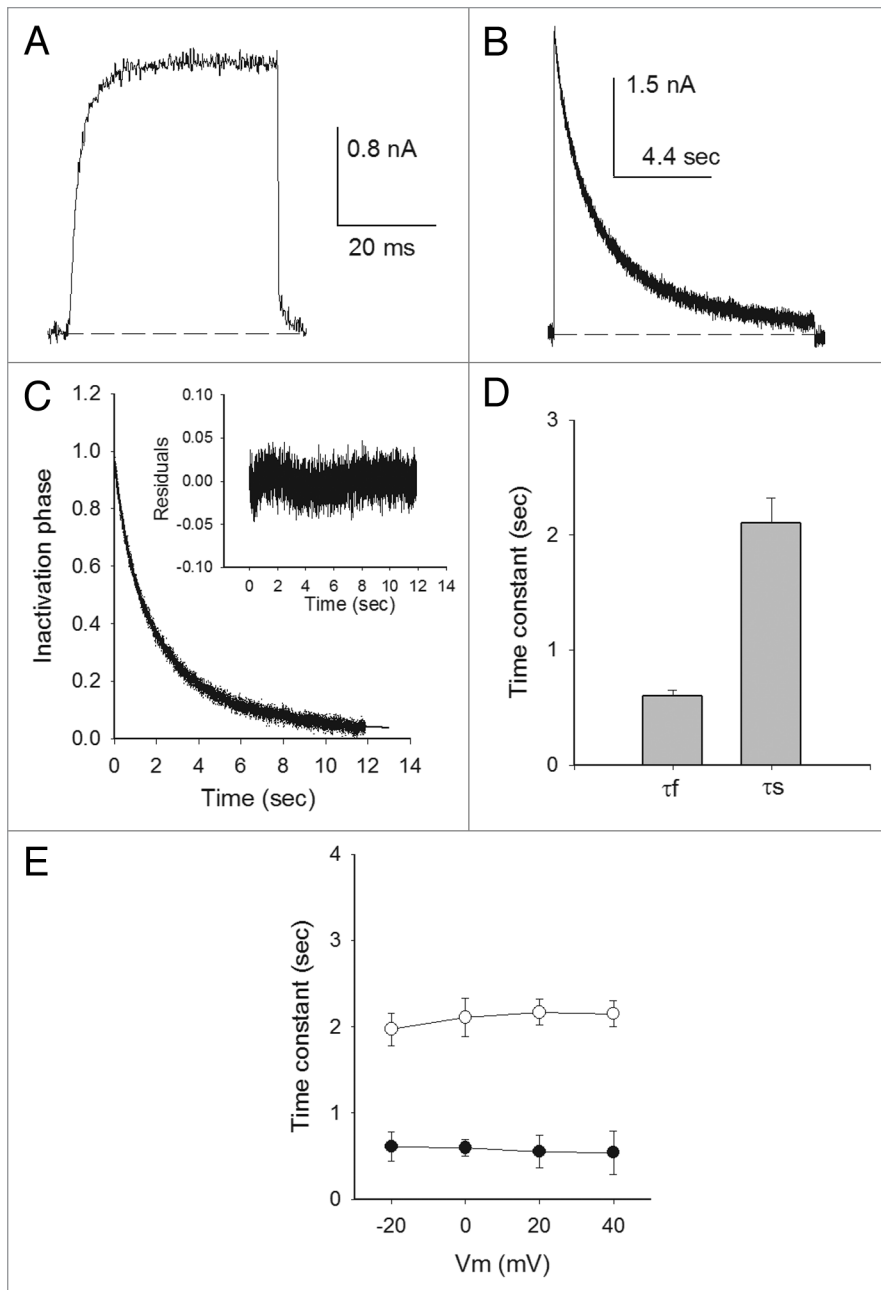 A
0.8 nA
20 ms
B
1.5 nA
4.4 sec
C
Inactivation phase
1.2
1.0
0.8
0.6
0.4
0.2
0.0
0 2 4 6 8 10 12 14
Time (sec)
Residuals
0.10
0.05
0.00
-0.05
-0.10
0 2 4 6 8 10 12 14
Time (sec)
D
Time constant (sec)
3
2
1
0
τf τs
E
Time constant (sec)
4
3
2
1
0
-20 0 20 40
Vm (mV)